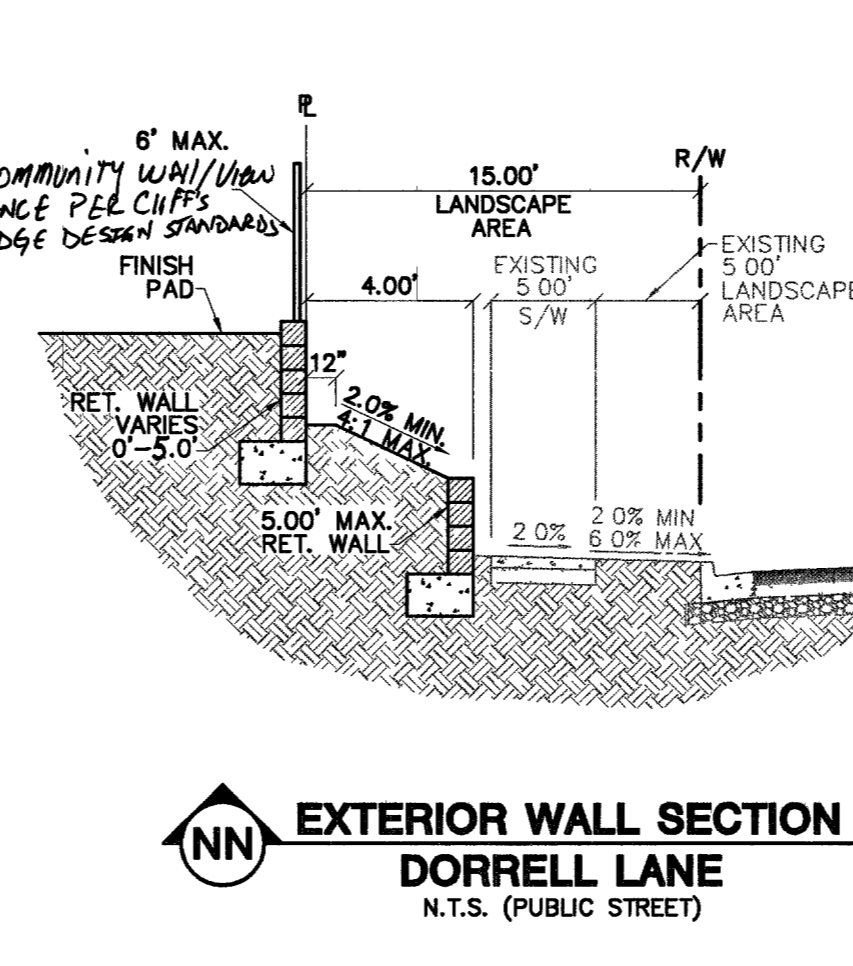 PL
6' MAX.
COMMUNITY WALL/VIEW
FENCE PER CLIFF'S
EDGE DESIGN STANDARDS
R/W
15.00'
LANDSCAPE
AREA
FINISH
PAD
4.00'
EXISTING
5 00'
S/W
EXISTING
5 00'
LANDSCAPE
AREA
12"
RET. WALL
VARIES
0'-5.0'
2.0% MIN.
4:1 MAX.
5.00' MAX.
RET. WALL
2 0%
2 0% MIN
6 0% MAX
NN
EXTERIOR WALL SECTION
DORRELL LANE
N.T.S. (PUBLIC STREET)